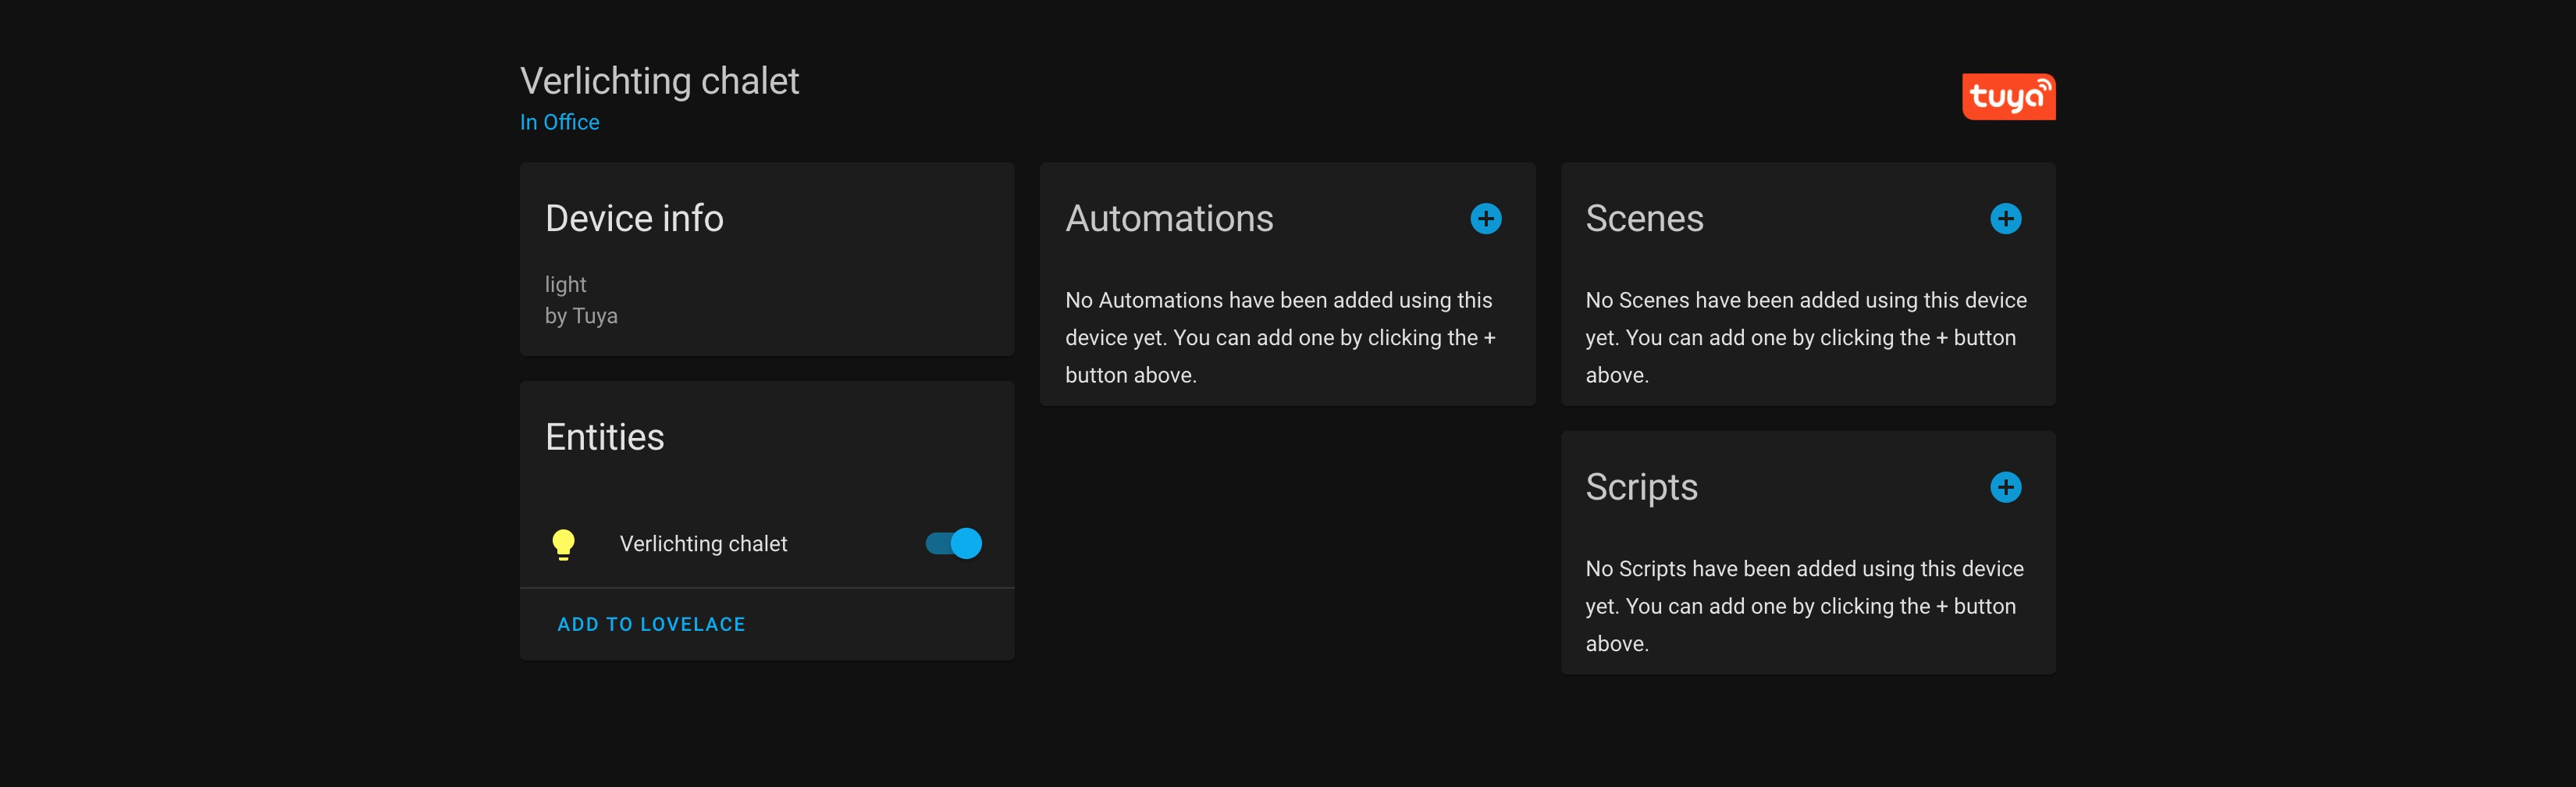 Verlichting chalet
In Office
tuya
Device info
light
by Tuya
Entities
Verlichting chalet
ADD TO LOVELACE
Automations
No Automations have been added using this
device yet. You can add one by clicking the +
button above.
Scenes
No Scenes have been added using this device
yet. You can add one by clicking the + button
above.
Scripts
No Scripts have been added using this device
yet. You can add one by clicking the + button
above.